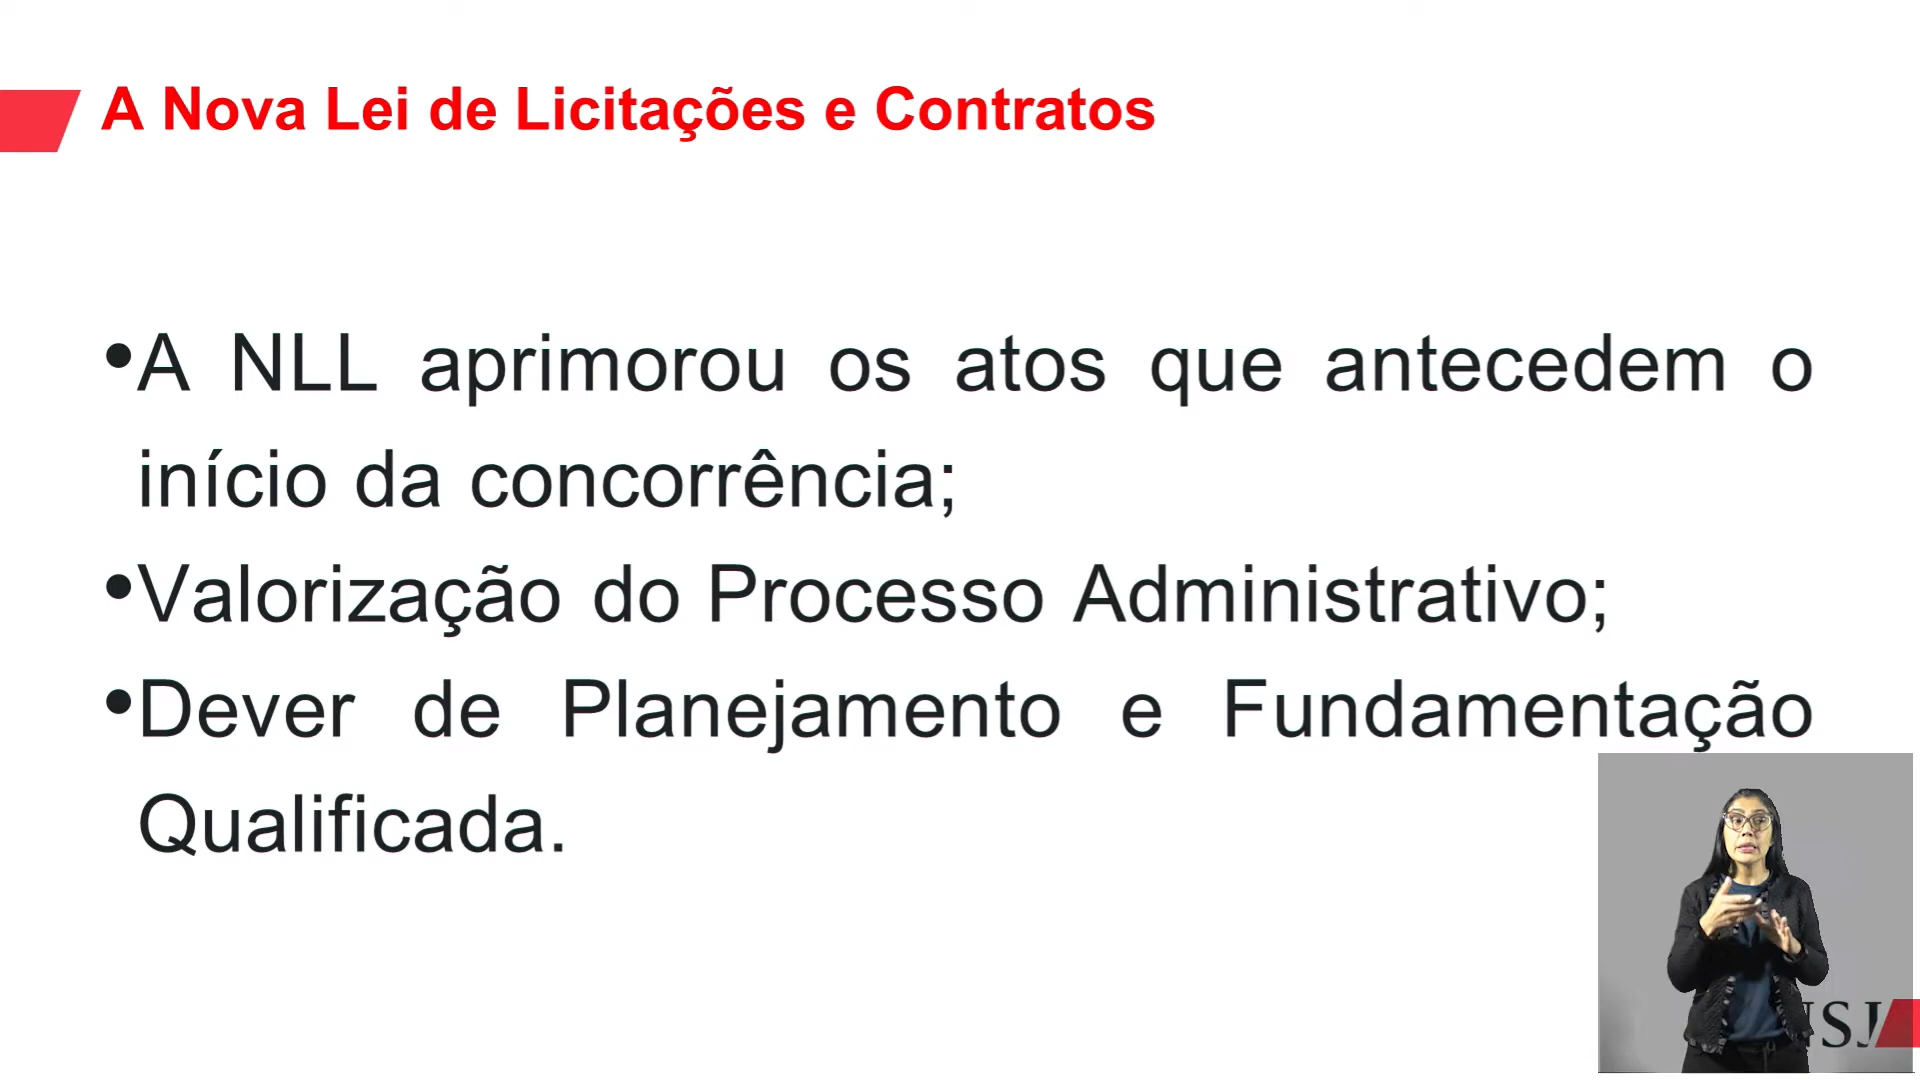 A Nova Lei de Licitações e Contratos
•A NLL aprimorou os atos que antecedem o
início da concorrência;
•Valorização do Processo Administrativo;
•Dever de Planejamento e Fundamentação
Qualificada.